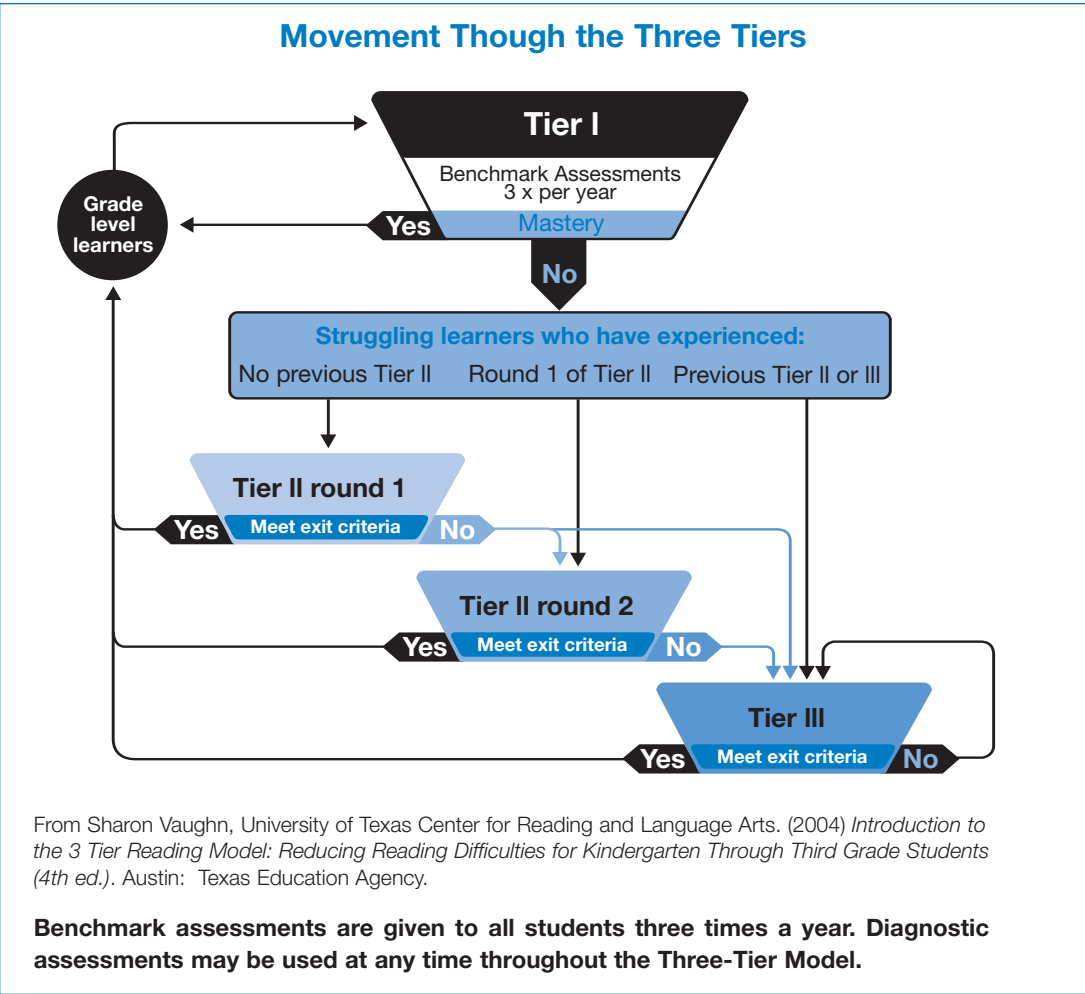 Movement Though the Three Tiers
Tier I
Benchmark Assessments
3 x per year
Mastery
Yes
No
Grade
level
learners
Struggling learners who have experienced:
No previous Tier II
Round 1 of Tier II
Previous Tier II or III
Tier II round 1
Yes
Meet exit criteria
No
Tier II round 2
Yes
Meet exit criteria
No
Tier III
Yes
Meet exit criteria
No
From Sharon Vaughn, University of Texas Center for Reading and Language Arts. (2004) Introduction to
the 3 Tier Reading Model: Reducing Reading Difficulties for Kindergarten Through Third Grade Students
(4th ed.). Austin: Texas Education Agency.
Benchmark assessments are given to all students three times a year. Diagnostic
assessments may be used at any time throughout the Three-Tier Model.